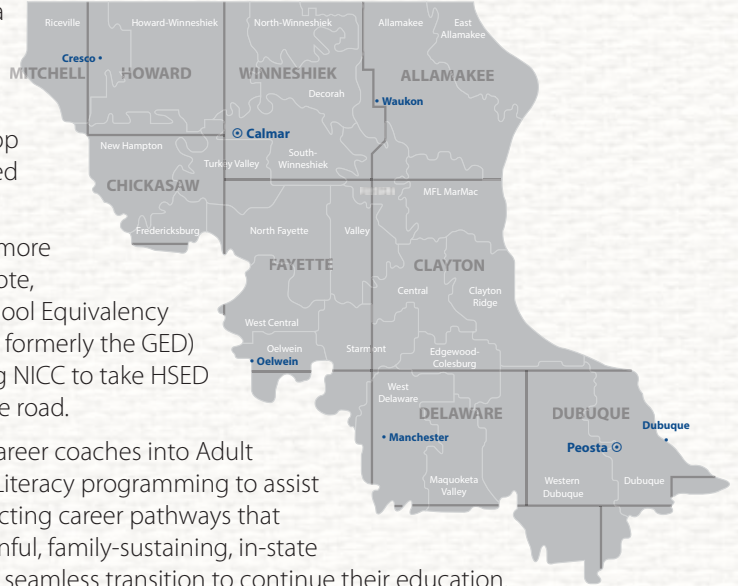 a
op
ed
more
ote,
ool Equivalency
formerly the GED)
g NICC to take HSED
e road.
areer coaches into Adult
Literacy programming to assist
cting career pathways that
nful, family-sustaining, in-state
seamless transition to continue their education
Riceville
Howard-Winneshiek
North-Winneshiek
Allamakee
East
Allamakee
Cresco
MITCHELL
HOWARD
WINNESHIEK
ALLAMAKEE
Decorah
Waukon
Calmar
New Hampton
Turkey Valley
South-
Winneshiek
CHICKASAW
MFL MarMac
Fredericksburg
North Fayette
Valley
FAYETTE
CLAYTON
Central
Clayton
Ridge
West Central
Oelwein
Starmont
Edgewood-
Colesburg
Oelwein
West
Delaware
DELAWARE
DUBUQUE
Dubuque
Manchester
Peosta
Maquoketa
Valley
Western
Dubuque
Dubuque